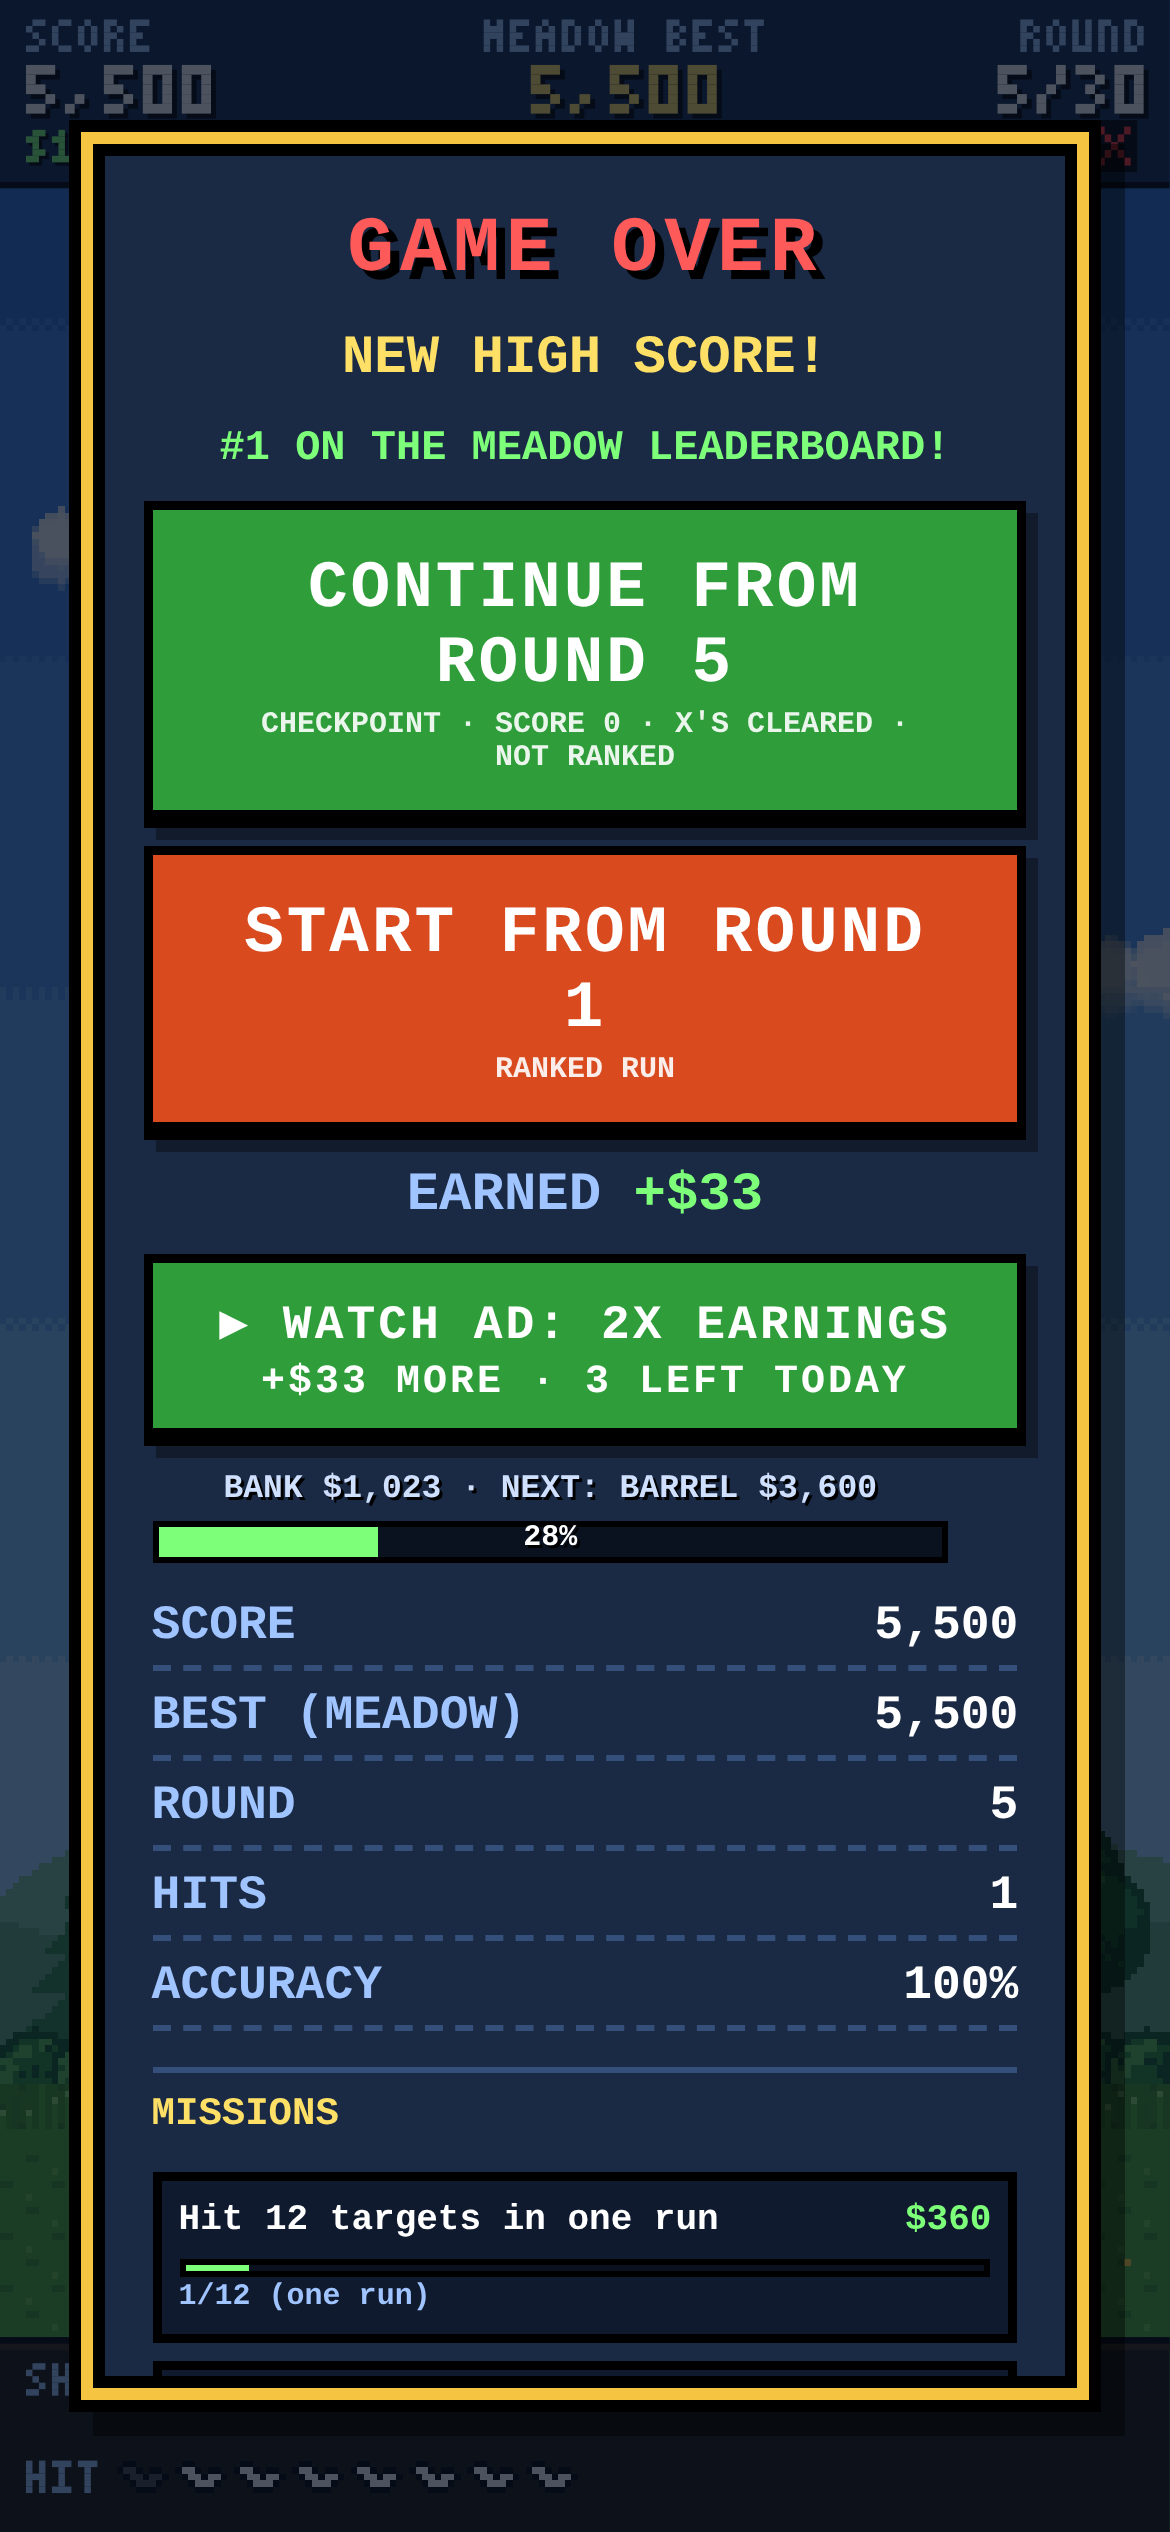 SCORE MEADOW BEST ROUND
5,500 5,500 5/30
$1 X
GAME OVER
NEW HIGH SCORE!
#1 ON THE MEADOW LEADERBOARD!
CONTINUE FROM
ROUND 5
CHECKPOINT · SCORE 0 · X'S CLEARED ·
NOT RANKED
START FROM ROUND
1
RANKED RUN
EARNED +$33
▶ WATCH AD: 2X EARNINGS
+$33 MORE · 3 LEFT TODAY
BANK $1,023 · NEXT: BARREL $3,600
28%
SCORE 5,500
BEST (MEADOW) 5,500
ROUND 5
HITS 1
ACCURACY 100%
MISSIONS
Hit 12 targets in one run $360
1/12 (one run)
SH
HIT